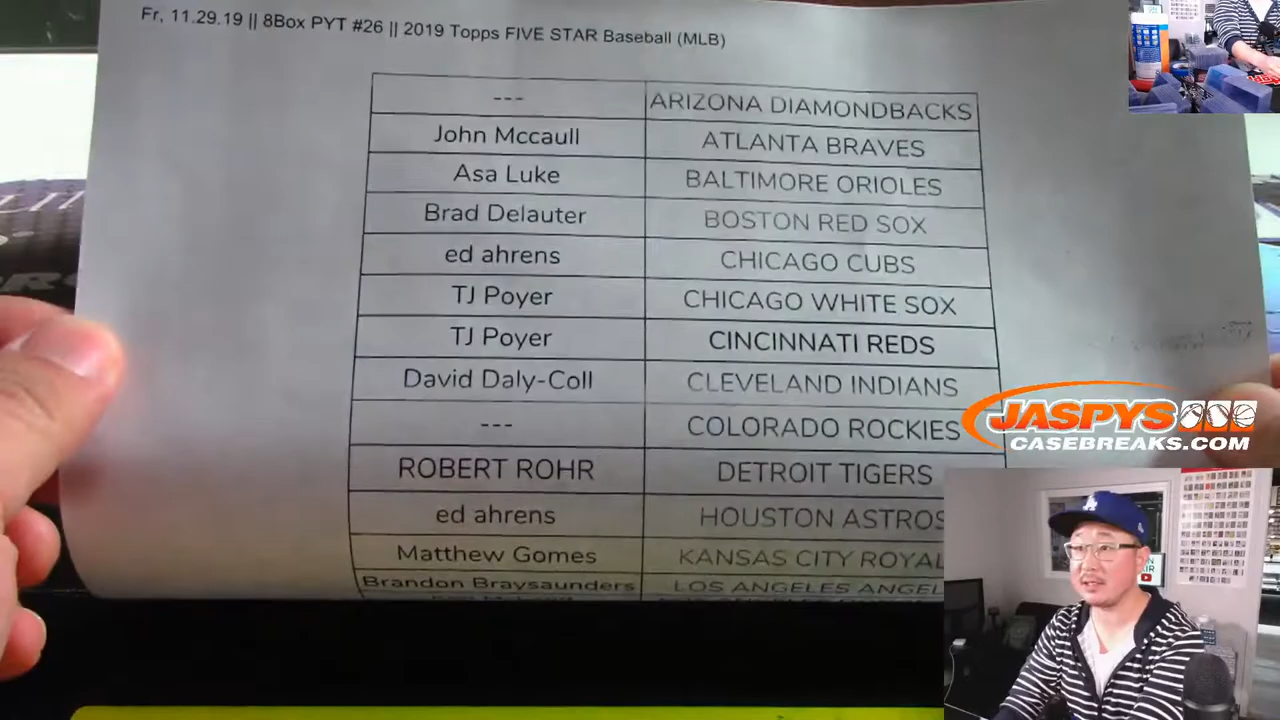 Fr, 11.29.19 || 8Box PYT #26 || 2019 Topps FIVE STAR Baseball (MLB)
--- ARIZONA DIAMONDBACKS
John Mccaull ATLANTA BRAVES
Asa Luke BALTIMORE ORIOLES
Brad Delauter BOSTON RED SOX
ed ahrens CHICAGO CUBS
TJ Poyer CHICAGO WHITE SOX
TJ Poyer CINCINNATI REDS
David Daly-Coll CLEVELAND INDIANS
--- COLORADO ROCKIES
ROBERT ROHR DETROIT TIGERS
ed ahrens HOUSTON ASTROS
Matthew Gomes KANSAS CITY ROYAL
Brandon Braysaunders LOS ANGELES ANGEL
JASPYS
CASEBREAKS.COM
LA